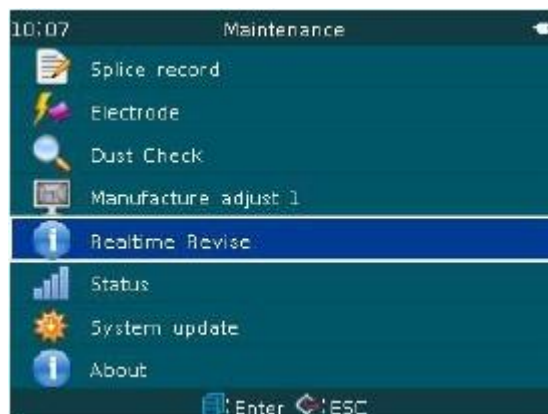 10:07 Maintenance
Splice record
Electrode
Dust Check
Manufacture adjust 1
Realtime Revise
Status
System update
About
: Enter : ESC